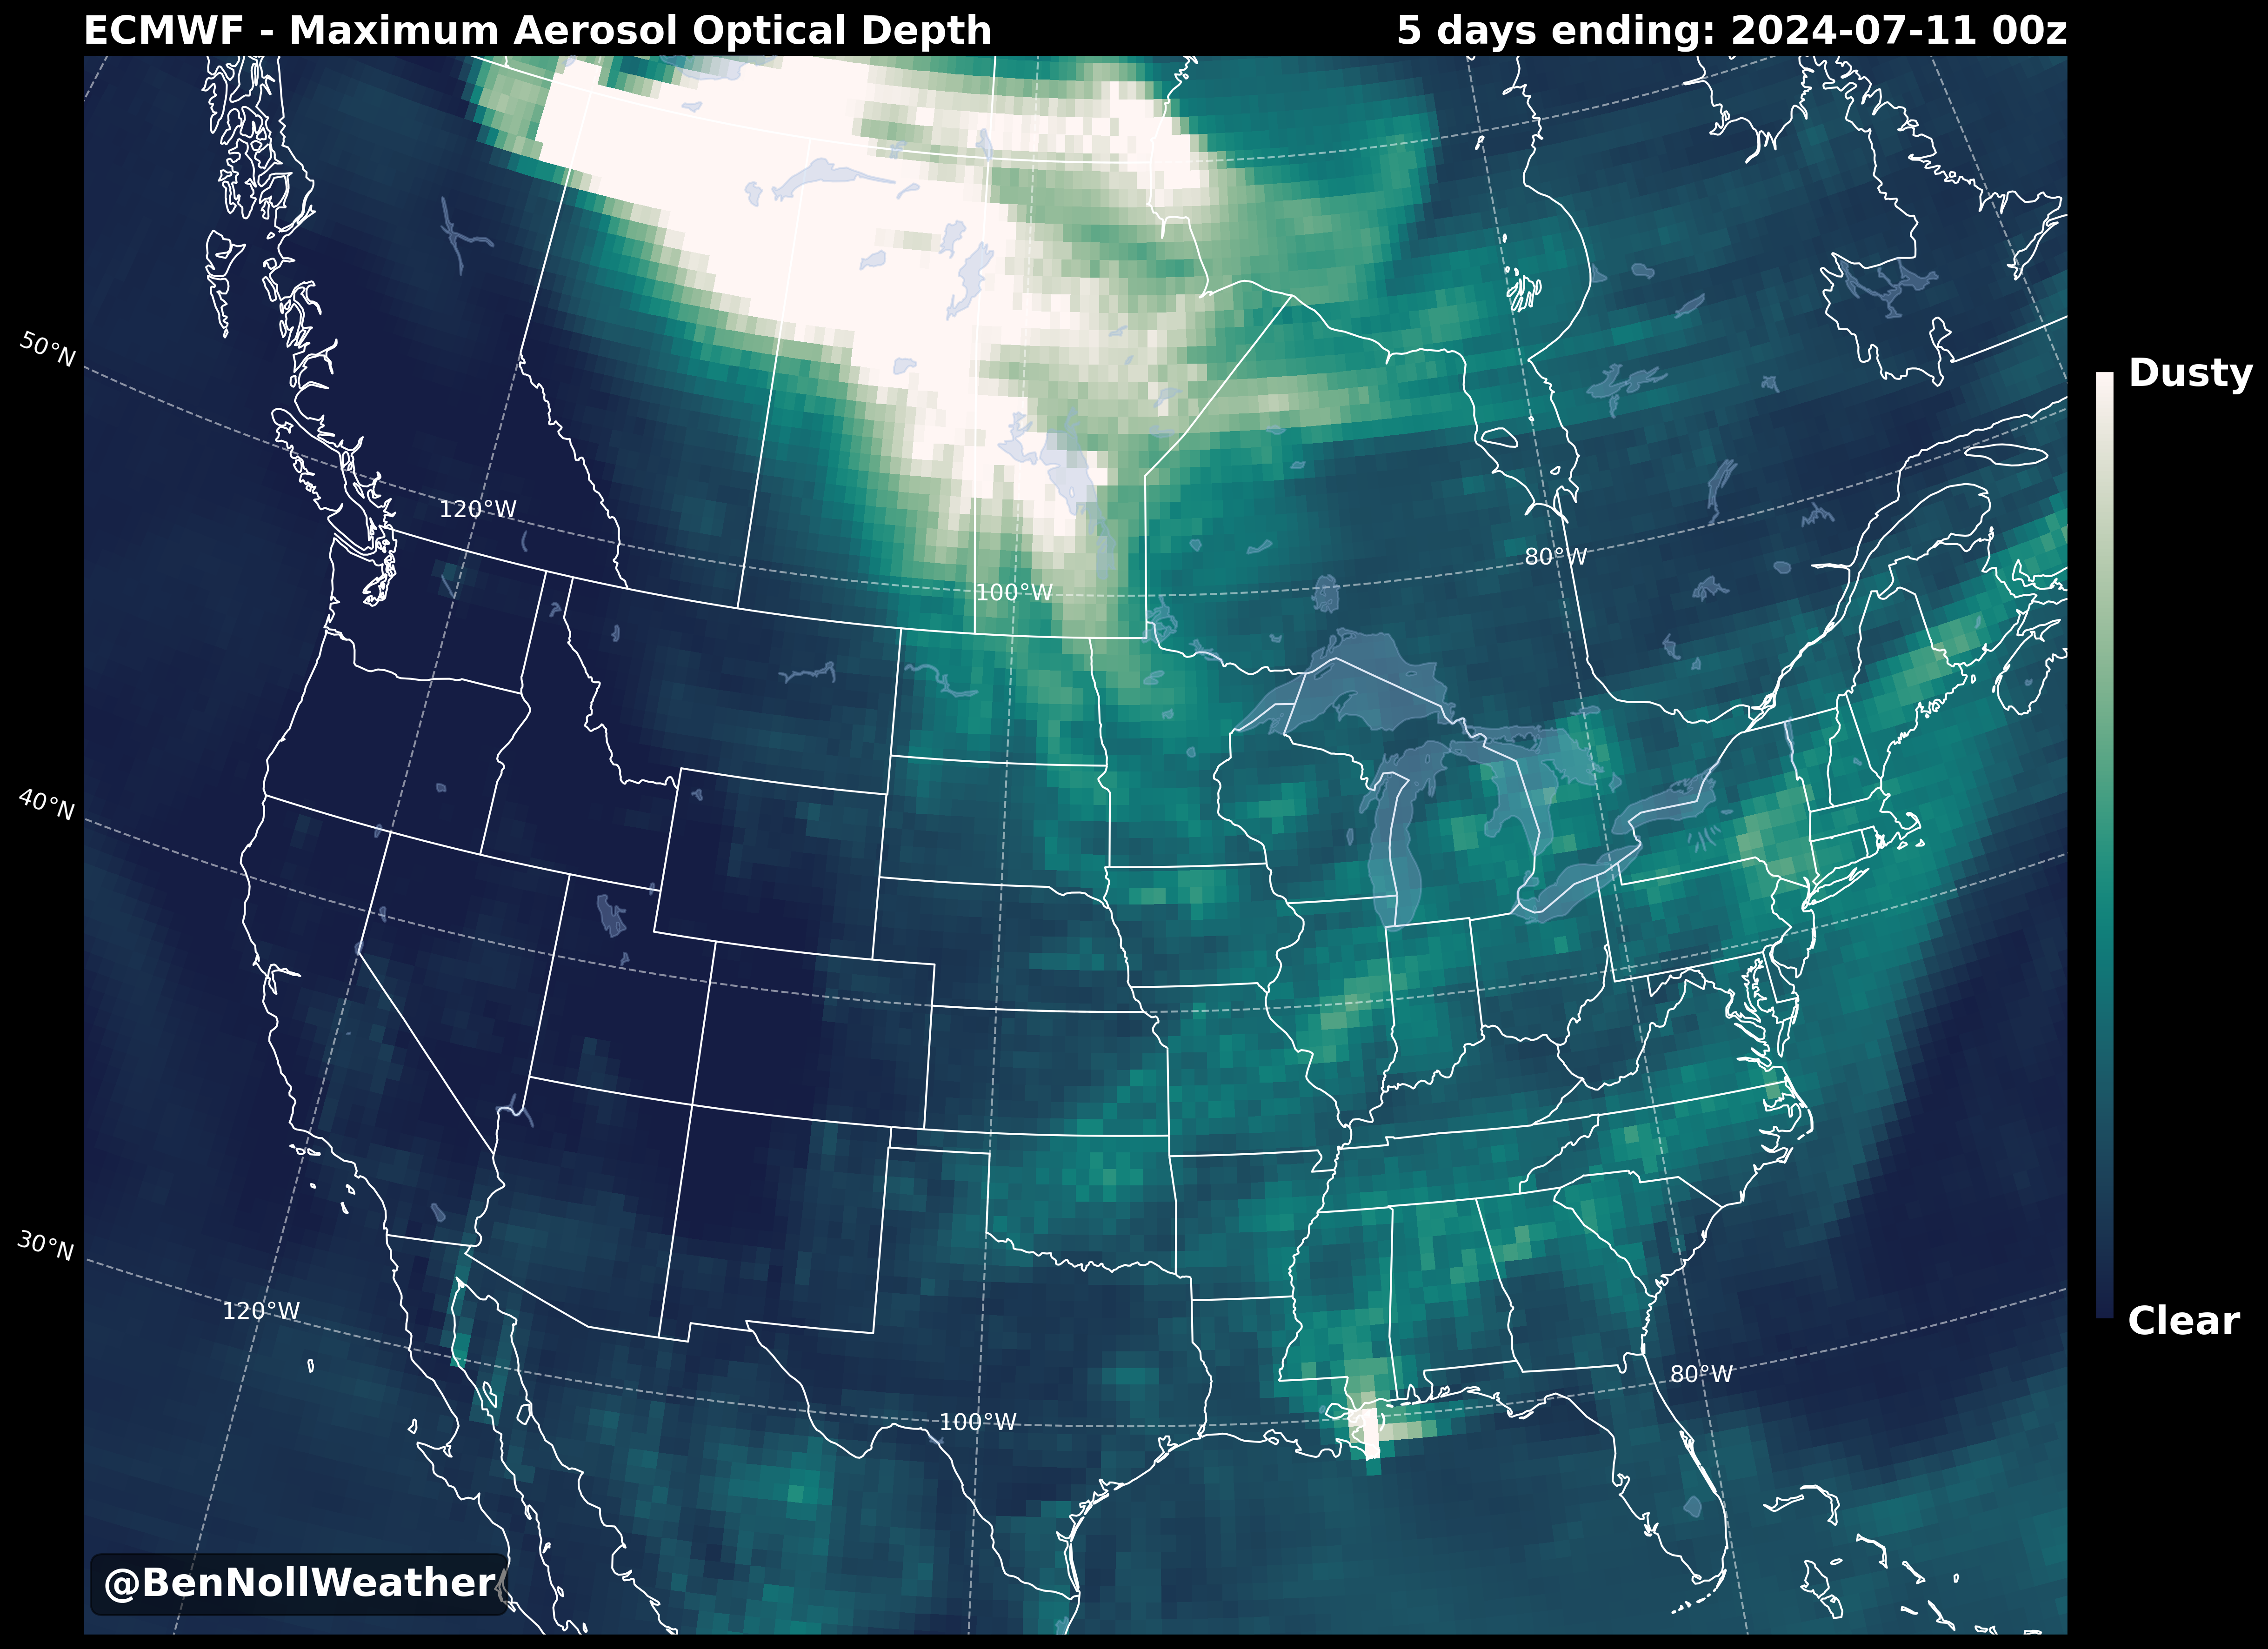 ECMWF - Maximum Aerosol Optical Depth
5 days ending: 2024-07-11 00z
50°N
Dusty
120°W
80°W
100°W
40°N
30°N
120°W
Clear
80°W
100°W
@BenNollWeather